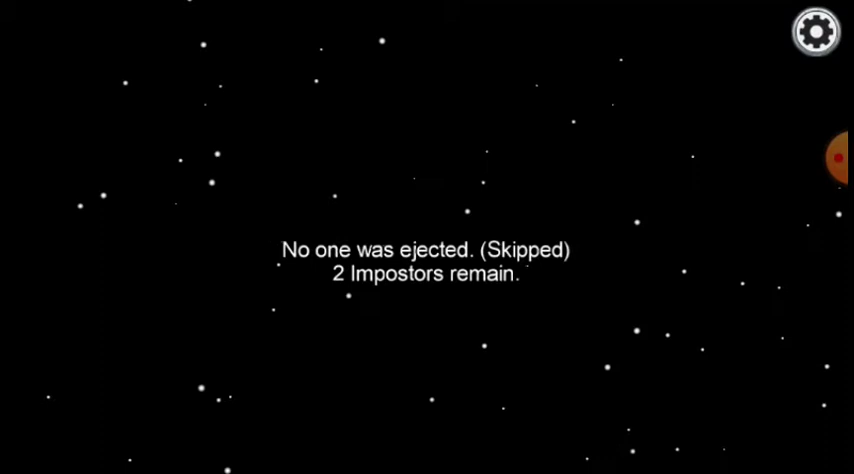 No one was ejected. (Skipped)
2 Impostors remain.